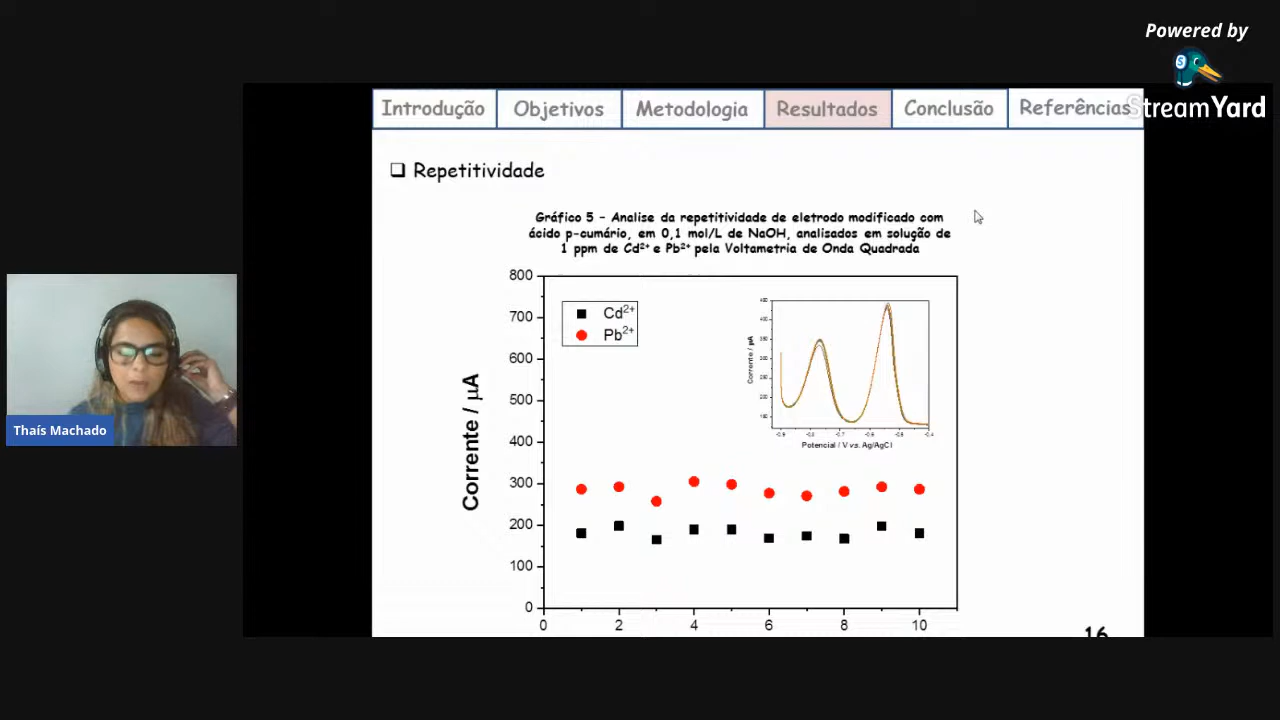 Powered by
StreamYard
Introdução
Objetivos
Metodologia
Resultados
Conclusão
Referências
Repetitividade
Gráfico 5 - Analise da repetitividade de eletrodo modificado com
ácido p-cumário, em 0,1 mol/L de NaOH, analisados em solução de
1 ppm de Cd²⁺ e Pb²⁺ pela Voltametria de Onda Quadrada
Corrente / µA
800
700
600
500
400
300
200
100
0
0 2 4 6 8 10
Cd²⁺
Pb²⁺
Corrente / µA
Potencial / V vs. Ag/AgCl
16
Thaís Machado